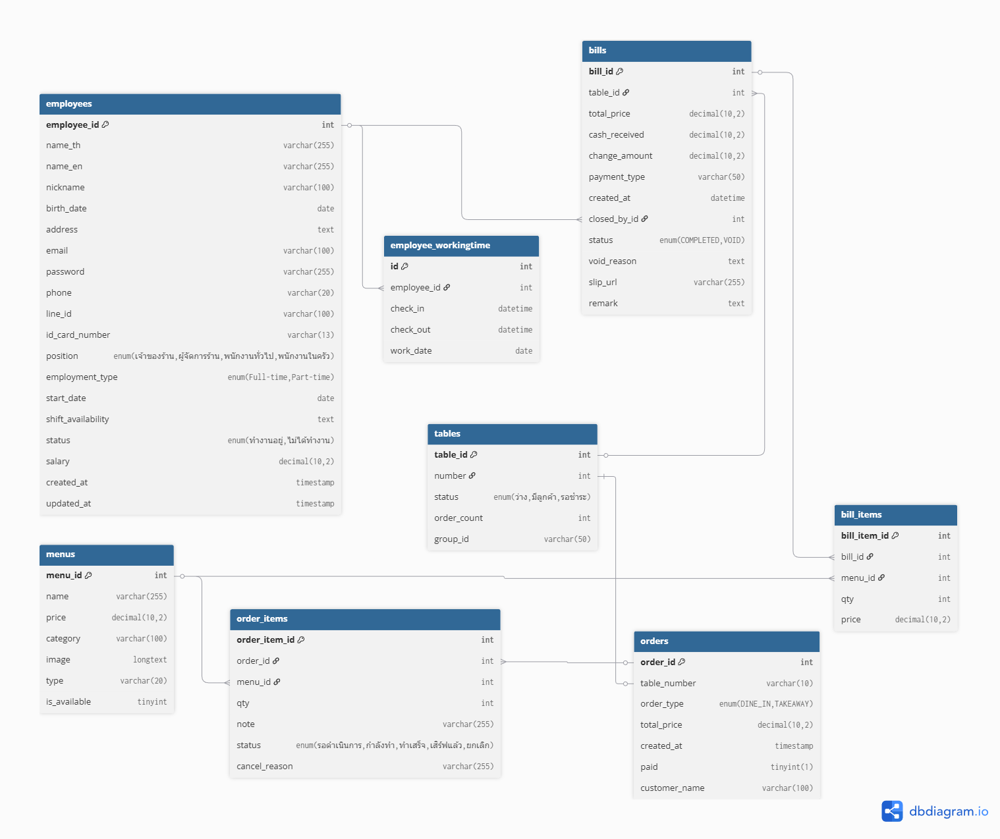 employees
employee_id int
name_th varchar(255)
name_en varchar(255)
nickname varchar(100)
birth_date date
address text
email varchar(100)
password varchar(255)
phone varchar(20)
line_id varchar(100)
id_card_number varchar(13)
position enum(เจ้าของร้าน,ผู้จัดการร้าน,พนักงานทั่วไป,พนักงานในครัว)
employment_type enum(Full-time,Part-time)
start_date date
shift_availability text
status enum(ทำงานอยู่,ไม่ได้ทำงาน)
salary decimal(10,2)
created_at timestamp
updated_at timestamp
bills
bill_id int
table_id int
total_price decimal(10,2)
cash_received decimal(10,2)
change_amount decimal(10,2)
payment_type varchar(50)
created_at datetime
closed_by_id int
status enum(COMPLETED,VOID)
void_reason text
slip_url varchar(255)
remark text
employee_workingtime
id int
employee_id int
check_in datetime
check_out datetime
work_date date
tables
table_id int
number int
status enum(ว่าง,มีลูกค้า,รอชำระ)
order_count int
group_id varchar(50)
bill_items
bill_item_id int
bill_id int
menu_id int
qty int
price decimal(10,2)
menus
menu_id int
name varchar(255)
price decimal(10,2)
category varchar(100)
image longtext
type varchar(20)
is_available tinyint
order_items
order_item_id int
order_id int
menu_id int
qty int
note varchar(255)
status enum(รอดำเนินการ,กำลังทำ,ทำเสร็จ,เสิร์ฟแล้ว,ยกเลิก)
cancel_reason varchar(255)
orders
order_id int
table_number varchar(10)
order_type enum(DINE_IN,TAKEAWAY)
total_price decimal(10,2)
created_at timestamp
paid tinyint(1)
customer_name varchar(100)
dbdiagram.io